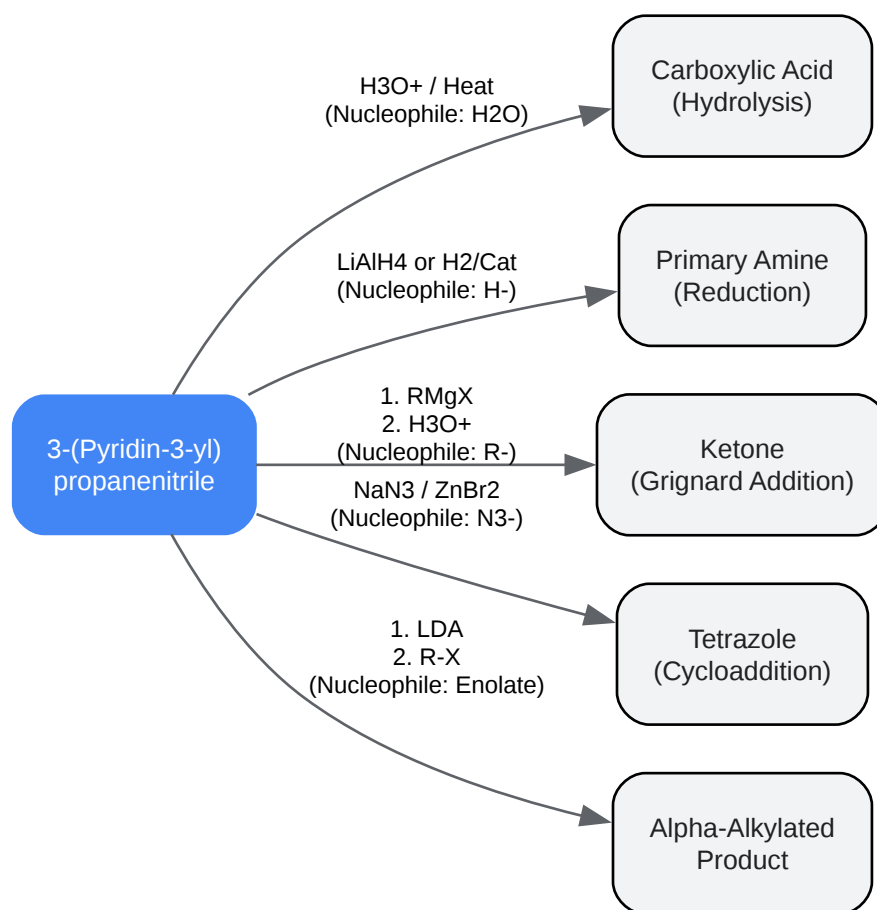 H3O+ / Heat
(Nucleophile: H2O)
Carboxylic Acid
(Hydrolysis)
LiAlH4 or H2/Cat
(Nucleophile: H-)
Primary Amine
(Reduction)
3-(Pyridin-3-yl)
propanenitrile
1. RMgX
2. H3O+
(Nucleophile: R-)
Ketone
(Grignard Addition)
NaN3 / ZnBr2
(Nucleophile: N3-)
Tetrazole
(Cycloaddition)
1. LDA
2. R-X
(Nucleophile: Enolate)
Alpha-Alkylated
Product